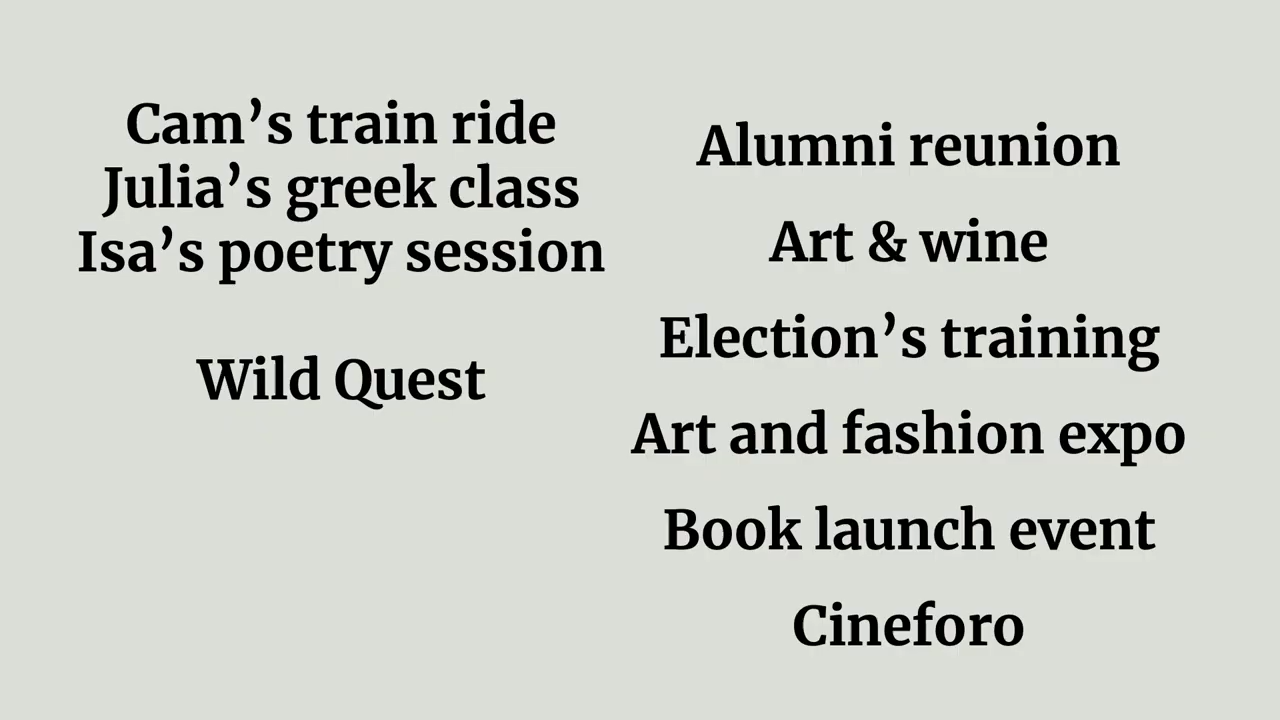 Cam’s train ride
Julia’s greek class
Isa’s poetry session
Wild Quest
Alumni reunion
Art & wine
Election’s training
Art and fashion expo
Book launch event
Cineforo